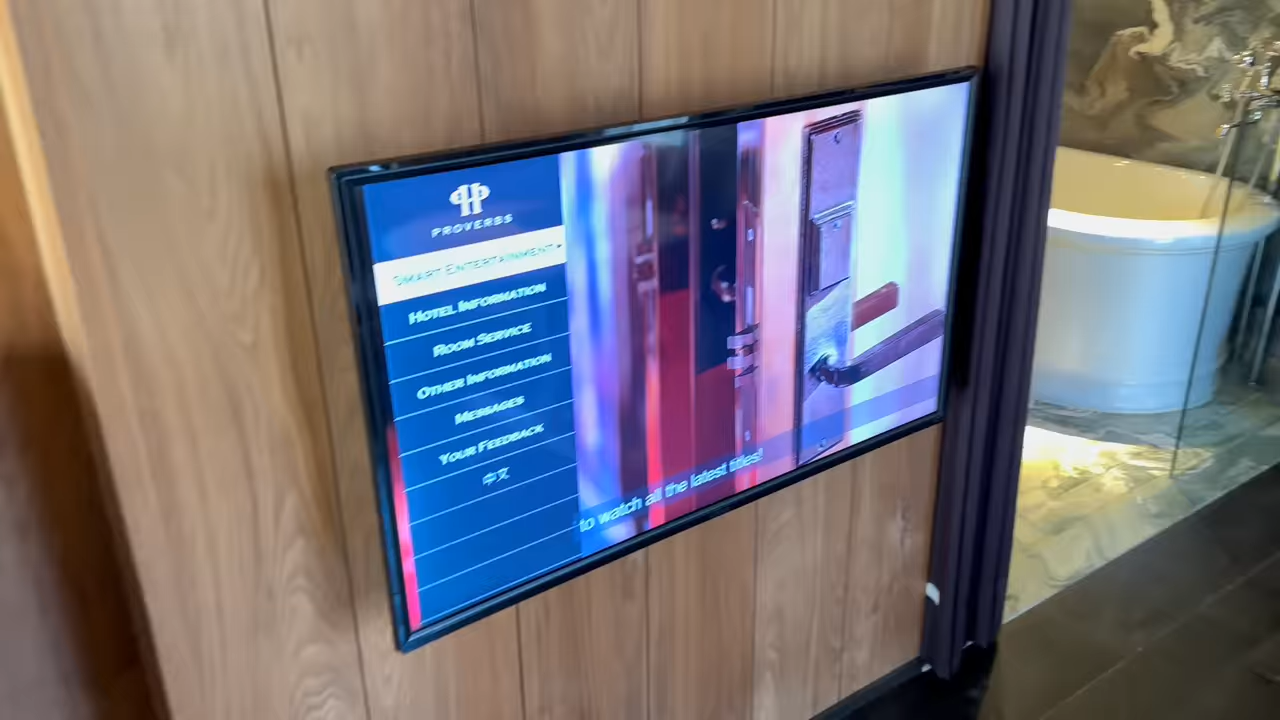 PROVERBS
SMART ENTERTAINMENT
HOTEL INFORMATION
ROOM SERVICE
OTHER INFORMATION
MESSAGES
YOUR FEEDBACK
中文
to watch all the latest titles!